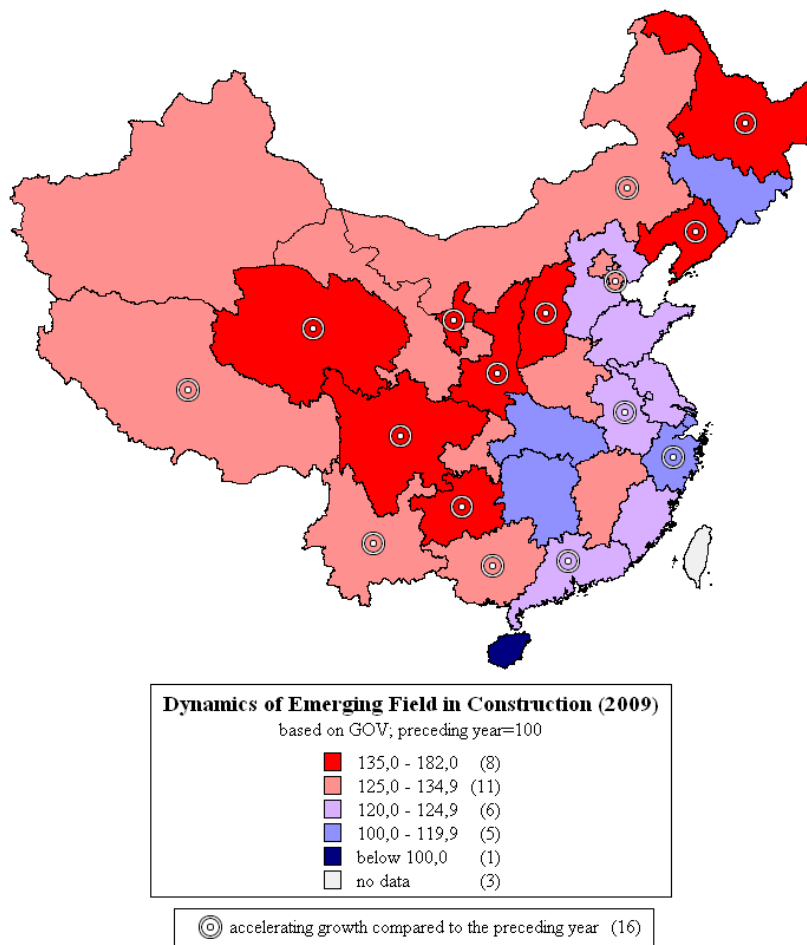 Dynamics of Emerging Field in Construction (2009)
based on GOV; preceding year=100
135,0 - 182,0 (8)
125,0 - 134,9 (11)
120,0 - 124,9 (6)
100,0 - 119,9 (5)
below 100,0 (1)
no data (3)
accelerating growth compared to the preceding year (16)